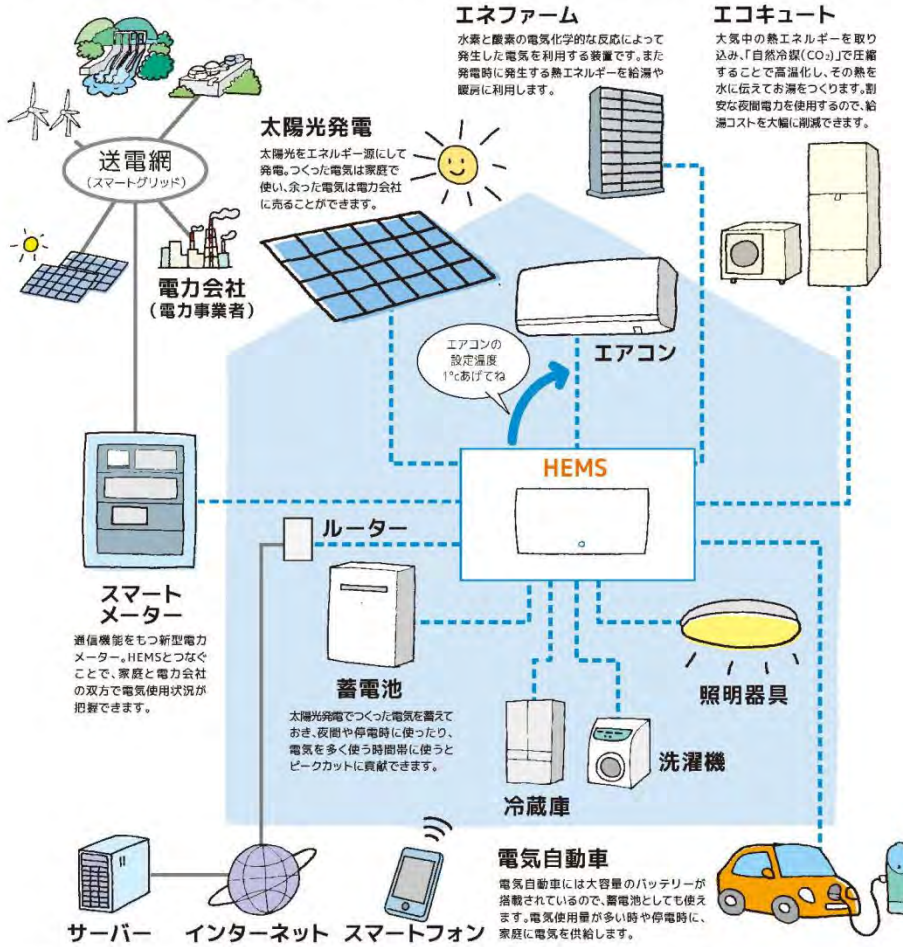 エネファーム
水素と酸素の電気化学的な反応によって
発生した電気を利用する装置です。また
発電時に発生する熱エネルギーを給湯や
暖房に利用します。
エコキュート
大気中の熱エネルギーを取り
込み、「自然冷媒(CO₂)」で圧縮
することで高温化し、その熱を
水に伝えてお湯をつくります。割
安な夜間電力を使用するので、給
湯コストを大幅に削減できます。
太陽光発電
太陽光をエネルギー源にして
発電。つくった電気は家庭で
使い、余った電気は電力会社
に売ることができます。
送電網
(スマートグリッド)
電力会社
(電力事業者)
エアコン
エアコンの
設定温度
1°cあげてね
HEMS
ルーター
スマート
メーター
通信機能をもつ新型電力
メーター。HEMSとつなぐ
ことで、家庭と電力会社
の双方で電気使用状況が
把握できます。
蓄電池
太陽光発電でつくった電気を蓄えて
おき、夜間や停電時に使ったり、
電気を多く使う時間帯に使うと
ピークカットに貢献できます。
照明器具
洗濯機
冷蔵庫
電気自動車
電気自動車には大容量のバッテリーが
搭載されているので、蓄電池としても使え
ます。電気使用量が多い時や停電時に、
家庭に電気を供給します。
サーバー
インターネット
スマートフォン